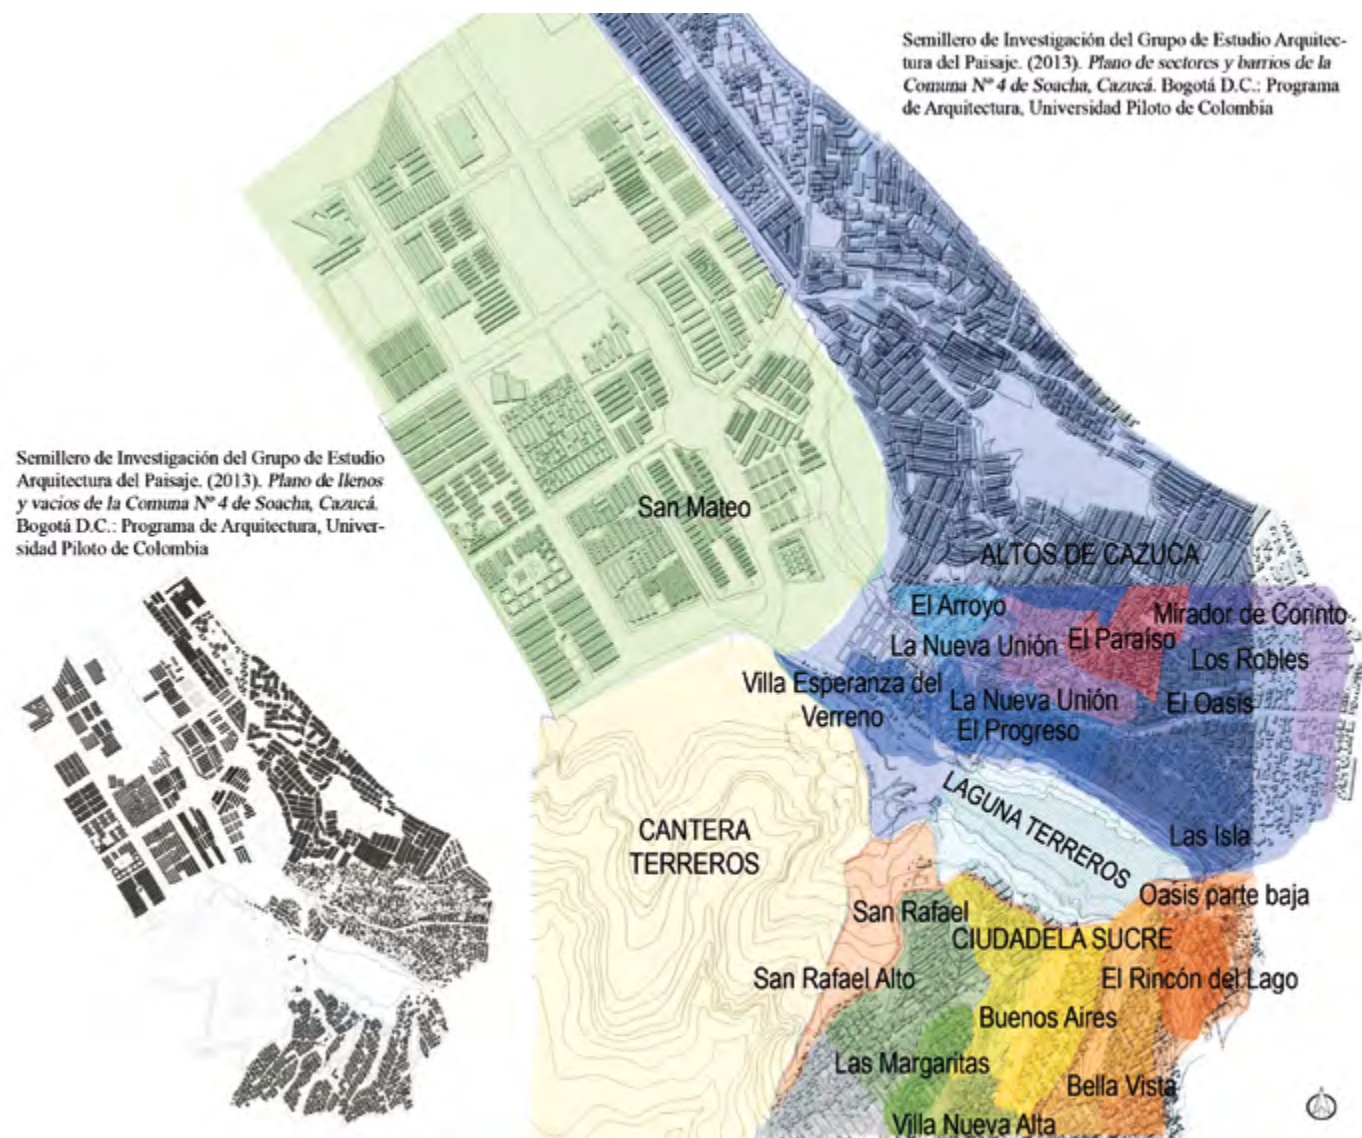 Semillero de Investigación del Grupo de Estudio Arquitec-
tura del Paisaje. (2013). Plano de sectores y barrios de la
Comuna Nº 4 de Soacha, Cazucá. Bogotá D.C.: Programa
de Arquitectura, Universidad Piloto de Colombia
Semillero de Investigación del Grupo de Estudio
Arquitectura del Paisaje. (2013). Plano de llenos
y vacios de la Comuna Nº 4 de Soacha, Cazucá.
Bogotá D.C.: Programa de Arquitectura, Univer-
sidad Piloto de Colombia
San Mateo
ALTOS DE CAZUCA
El Arroyo
Mirador de Corinto
La Nueva Unión
El Paraíso
Los Robles
Villa Esperanza del
Verreno
La Nueva Unión
El Oasis
El Progreso
LAGUNA TERREROS
CANTERA
TERREROS
Las Isla
Oasis parte baja
San Rafael
CIUDADELA SUCRE
San Rafael Alto
El Rincón del Lago
Buenos Aires
Las Margaritas
Bella Vista
Villa Nueva Alta